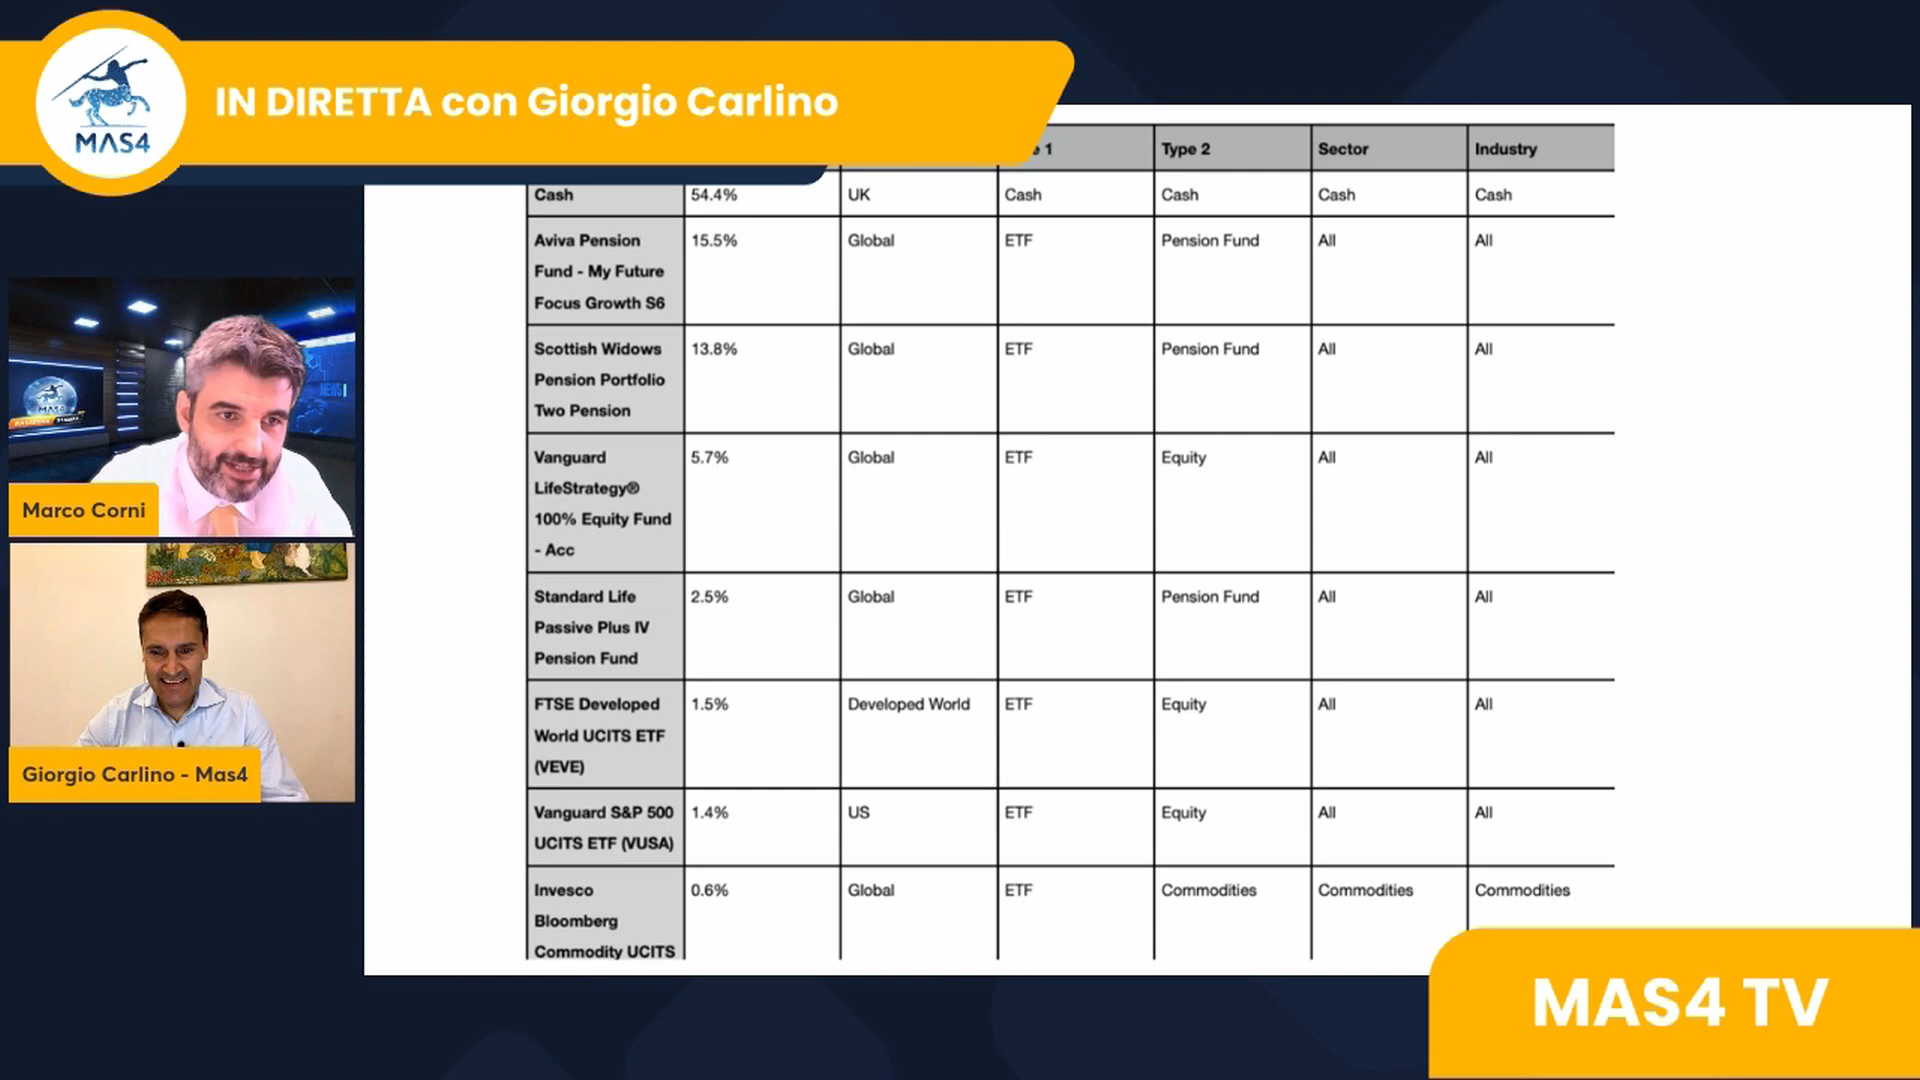 IN DIRETTA con Giorgio Carlino
MAS4
1 Type 2 Sector Industry
Cash 54.4% UK Cash Cash Cash Cash
Aviva Pension 15.5% Global ETF Pension Fund All All
Fund - My Future
Focus Growth S6
Scottish Widows 13.8% Global ETF Pension Fund All All
Pension Portfolio
Two Pension
Vanguard 5.7% Global ETF Equity All All
LifeStrategy®
100% Equity Fund
- Acc
Standard Life 2.5% Global ETF Pension Fund All All
Passive Plus IV
Pension Fund
FTSE Developed 1.5% Developed World ETF Equity All All
World UCITS ETF
(VEVE)
Vanguard S&P 500 1.4% US ETF Equity All All
UCITS ETF (VUSA)
Invesco 0.6% Global ETF Commodities Commodities Commodities
Bloomberg
Commodity UCITS
NEWS
MAS4
Marco Corni
Giorgio Carlino - Mas4
MAS4 TV